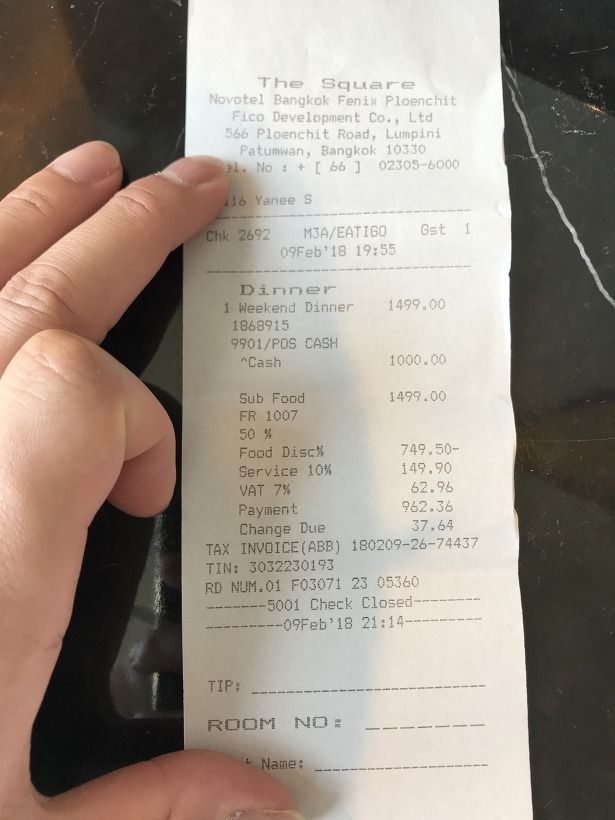 The Square
Novotel Bangkok Fenix Ploenchit
Fico Development Co., Ltd
566 Ploenchit Road, Lumpini
Patumwan, Bangkok 10330
No : + [ 66 ] 02305-6000
Yanee S
Chk 2692 M3A/EATIGO Gst 1
09Feb'18 19:55
Dinner
1 Weekend Dinner 1499.00
1868915
9901/POS CASH
^Cash 1000.00
Sub Food 1499.00
FR 1007
50 %
Food Disc% 749.50-
Service 10% 149.90
VAT 7% 62.96
Payment 962.36
Change Due 37.64
TAX INVOICE(ABB) 180209-26-74437
TIN: 3032230193
RD NUM.01 F03071 23 05360
-------5001 Check Closed--------
---------09Feb'18 21:14----------
TIP: ________________________
ROOM NO: _______
Name: __________________